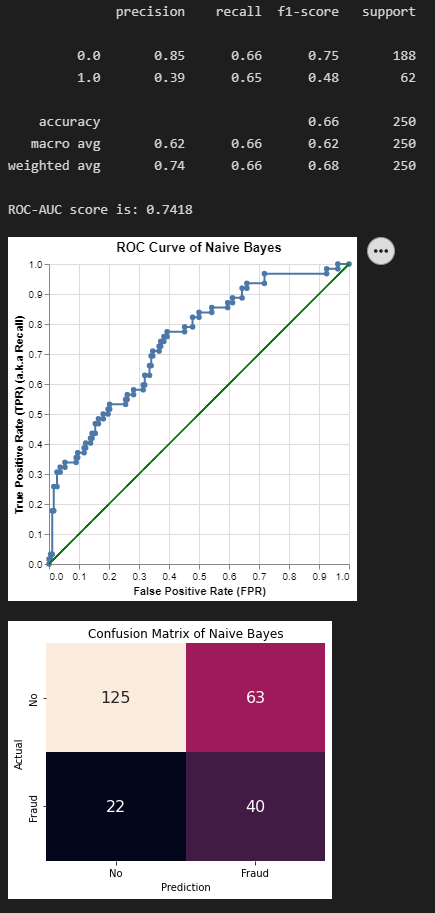 precision recall f1-score support
0.0 0.85 0.66 0.75 188
1.0 0.39 0.65 0.48 62
accuracy 0.66 250
macro avg 0.62 0.66 0.62 250
weighted avg 0.74 0.66 0.68 250
ROC-AUC score is: 0.7418
ROC Curve of Naive Bayes
True Positive Rate (TPR) (a.k.a Recall)
1.0
0.9
0.8
0.7
0.6
0.5
0.4
0.3
0.2
0.1
0.0
0.0 0.1 0.2 0.3 0.4 0.5 0.6 0.7 0.8 0.9 1.0
False Positive Rate (FPR)
Confusion Matrix of Naive Bayes
Actual
No 125 63
Fraud 22 40
No Fraud
Prediction